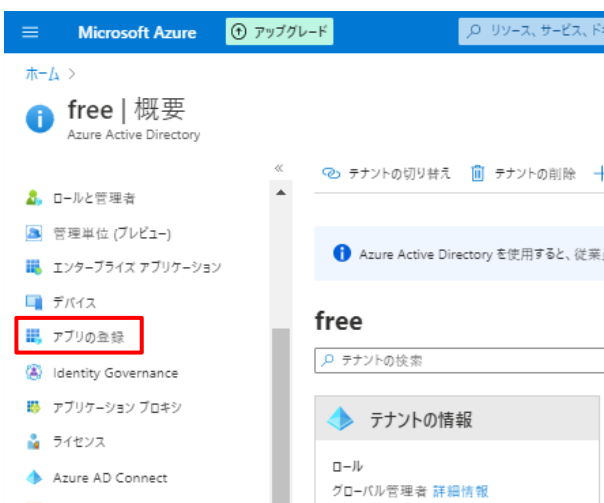 Microsoft Azure
アップグレード
リソース、サービス、ド
ホーム >
free | 概要
Azure Active Directory
«
テナントの切り替え
テナントの削除
ロールと管理者
管理単位 (プレビュー)
Azure Active Directory を使用すると、従業
エンタープライズ アプリケーション
デバイス
free
アプリの登録
テナントの検索
Identity Governance
アプリケーション プロキシ
テナントの情報
ライセンス
ロール
Azure AD Connect
グローバル管理者 詳細情報